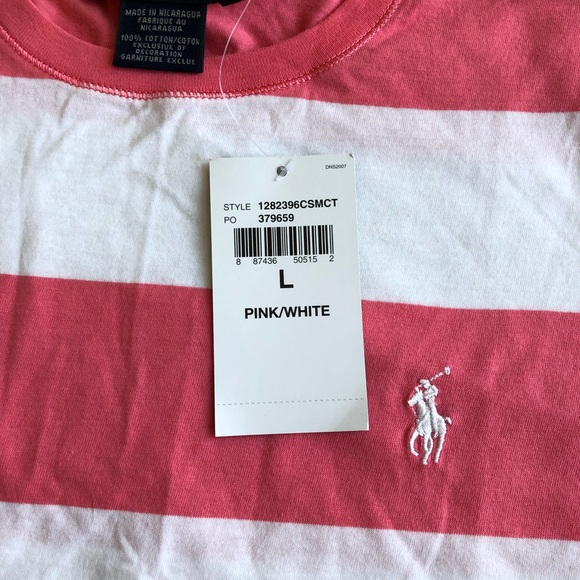 MADE IN NICARAGUA
FABRIQUE AU
NICARAGUA
100% COTTON/COTON
EXCLUSIVE OF
DECORATION
GARNITURE EXCLUE
DNS2007
STYLE 1282396CSMCT
PO 379659
8 87436 50515 2
L
PINK/WHITE